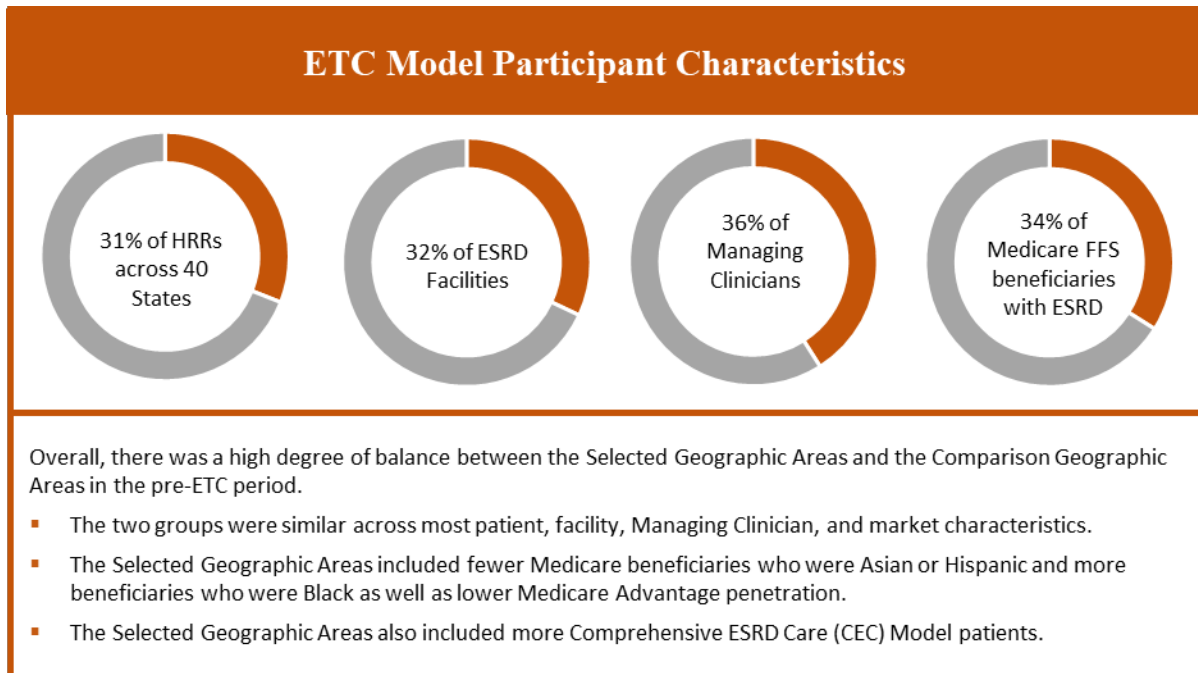 ETC Model Participant Characteristics
31% of HRRs
across 40
States
32% of ESRD
Facilities
36% of
Managing
Clinicians
34% of
Medicare FFS
beneficiaries
with ESRD
Overall, there was a high degree of balance between the Selected Geographic Areas and the Comparison Geographic
Areas in the pre-ETC period.
▪ The two groups were similar across most patient, facility, Managing Clinician, and market characteristics.
▪ The Selected Geographic Areas included fewer Medicare beneficiaries who were Asian or Hispanic and more
beneficiaries who were Black as well as lower Medicare Advantage penetration.
▪ The Selected Geographic Areas also included more Comprehensive ESRD Care (CEC) Model patients.